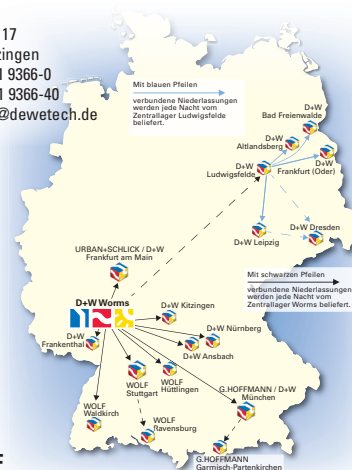 17
zingen
9366-0
9366-40
@dewetech.de
Mit blauen Pfeilen
verbundene Niederlassungen
werden jede Nacht vom
Zentrallager Ludwigsfelde
beliefert.
D+W
Bad Freienwalde
D+W
Altlandsberg
D+W
Frankfurt (Oder)
D+W
Ludwigsfelde
D+W Dresden
D+W Leipzig
URBAN+SCHLICK / D+W
Frankfurt am Main
Mit schwarzen Pfeilen
verbundene Niederlassungen
werden jede Nacht vom
Zentrallager Worms beliefert.
D+W Worms
D+W Kitzingen
D+W Nürnberg
D+W
Frankenthal
D+W Ansbach
WOLF
Stuttgart
WOLF
Hüttlingen
G.HOFFMANN / D+W
München
WOLF
Waldkirch
WOLF
Ravensburg
G.HOFFMANN
Garmisch-Partenkirchen